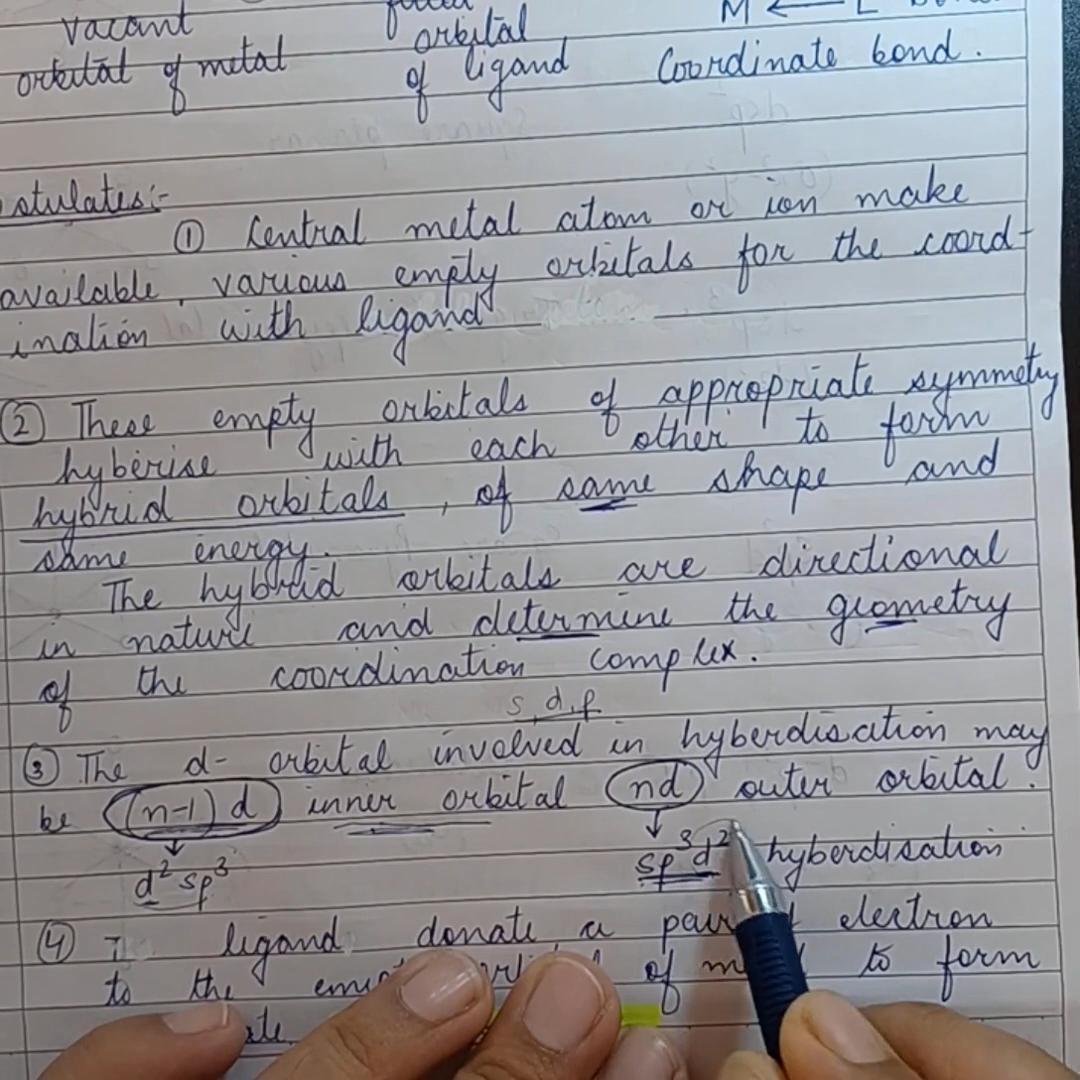 vacant orbital M ← L
orbital of metal of ligand Coordinate bond.
stulates:-
① Central metal atom or ion make
available, various empty orbitals for the coord-
ination with ligand
② These empty orbitals of appropriate symmetry
hyberise with each other to form
hybrid orbitals, of same shape and
same energy.
The hybrid orbitals are directional
in nature and determine the geometry
of the coordination complex.
s, d, p
③ The d- orbital involved in hyberdisation may
be (n-1) d inner orbital nd outer orbital.
d²sp³ sp³d² hyberdisation
④ ligand donate a pair electron
to the of to form